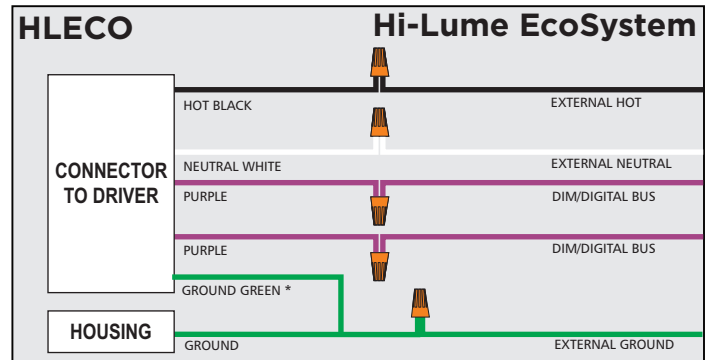 HLECO
Hi-Lume EcoSystem
HOT BLACK
EXTERNAL HOT
CONNECTOR
TO DRIVER
NEUTRAL WHITE
EXTERNAL NEUTRAL
PURPLE
DIM/DIGITAL BUS
PURPLE
DIM/DIGITAL BUS
GROUND GREEN *
HOUSING
GROUND
EXTERNAL GROUND